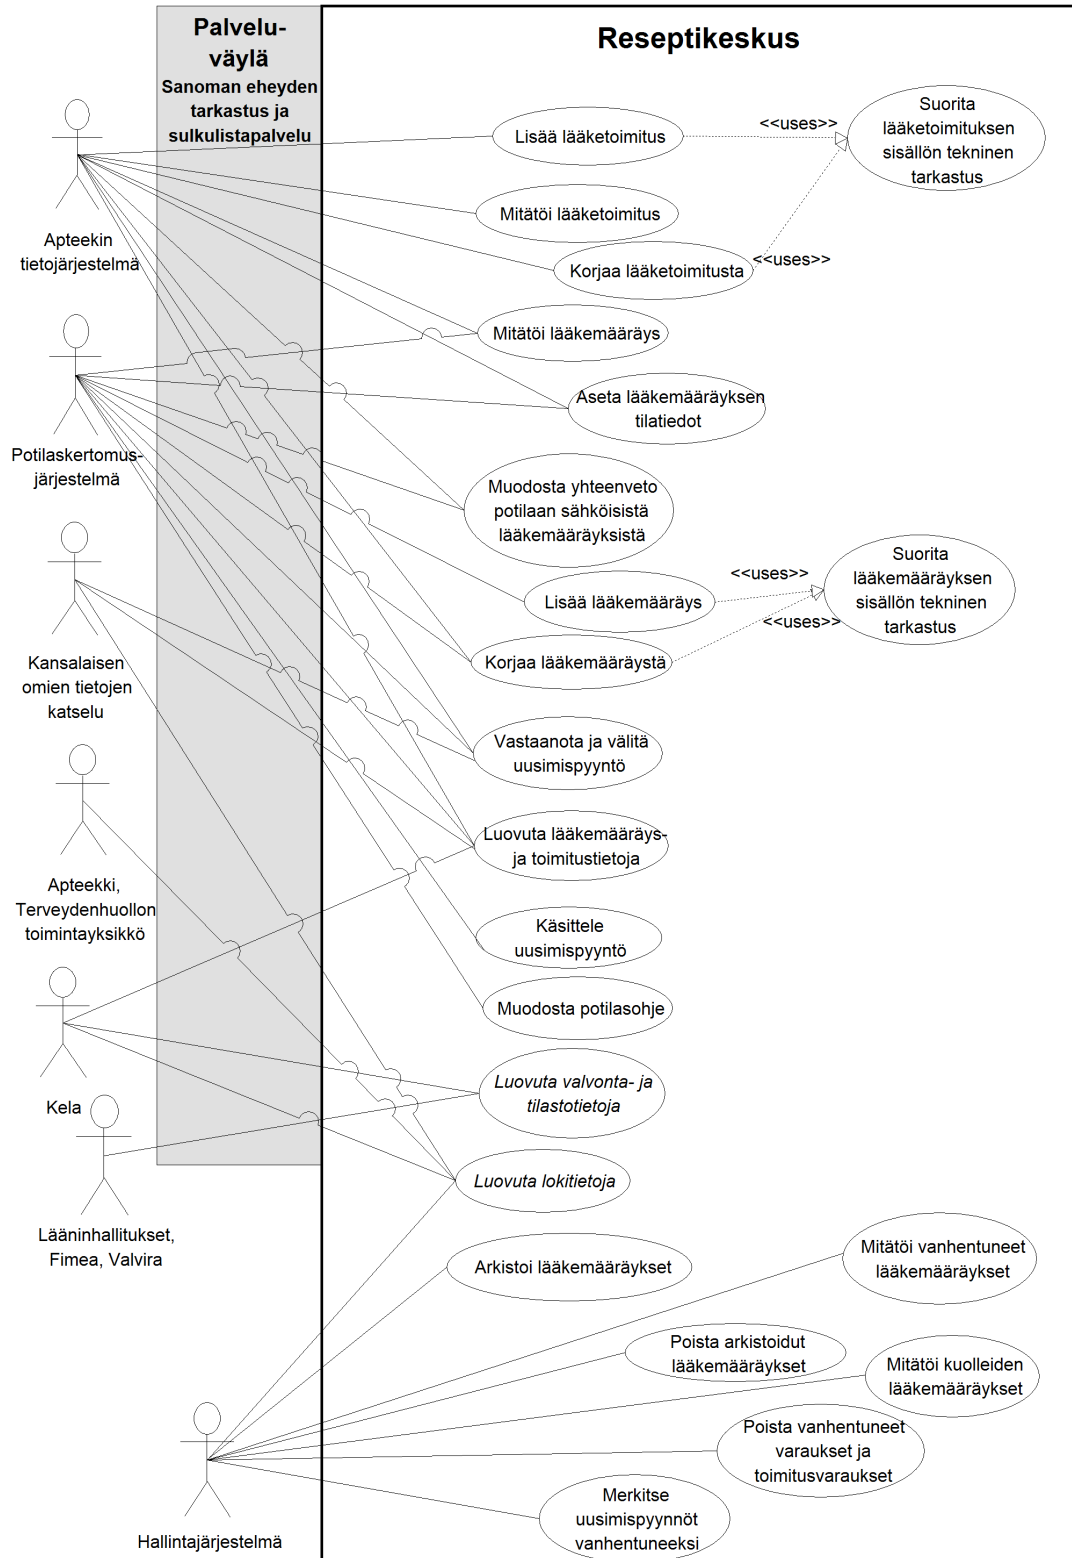 Palvelu-
väylä
Sanoman eheyden
tarkastus ja
sulkulistapalvelu
Reseptikeskus
Apteekin
tietojärjestelmä
Potilaskertomus-
järjestelmä
Kansalaisen
omien tietojen
katselu
Apteekki,
Terveydenhuollon
toimintayksikkö
Kela
Lääninhallitukset,
Fimea, Valvira
Hallintajärjestelmä
Lisää lääketoimitus
<<uses>>
Suorita
lääketoimituksen
sisällön tekninen
tarkastus
Mitätöi lääketoimitus
Korjaa lääketoimitusta
<<uses>>
Mitätöi lääkemääräys
Aseta lääkemääräyksen
tilatiedot
Muodosta yhteenveto
potilaan sähköisistä
lääkemääräyksistä
Lisää lääkemääräys
<<uses>>
Suorita
lääkemääräyksen
sisällön tekninen
tarkastus
<<uses>>
Korjaa lääkemääräystä
Vastaanota ja välitä
uusimispyyntö
Luovuta lääkemääräys-
ja toimitustietoja
Käsittele
uusimispyyntö
Muodosta potilasohje
Luovuta valvonta- ja
tilastotietoja
Luovuta lokitietoja
Arkistoi lääkemääräykset
Mitätöi vanhentuneet
lääkemääräykset
Poista arkistoidut
lääkemääräykset
Mitätöi kuolleiden
lääkemääräykset
Poista vanhentuneet
varaukset ja
toimitusvaraukset
Merkitse
uusimispyynnöt
vanhentuneeksi